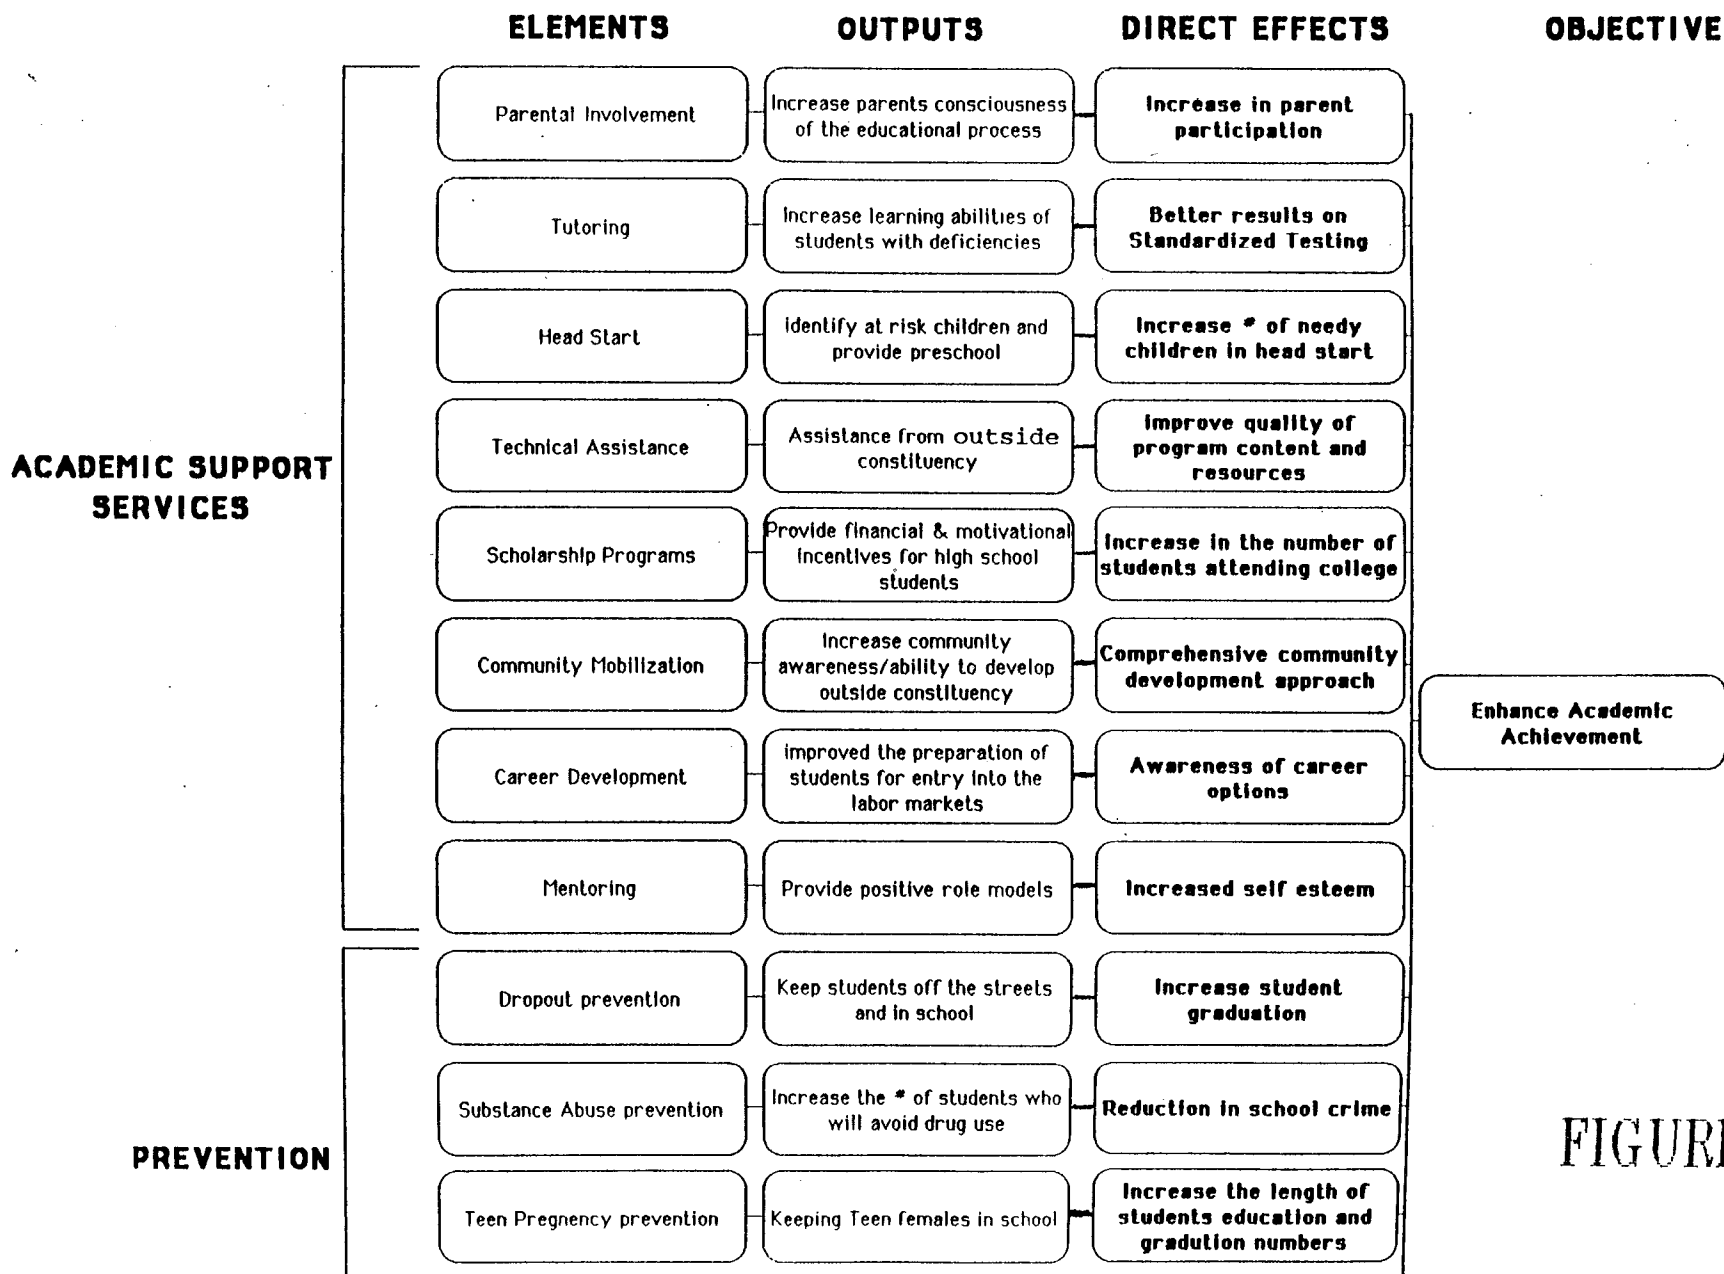 ELEMENTS OUTPUTS DIRECT EFFECTS OBJECTIVE
Parental Involvement
Increase parents consciousness
of the educational process
Increase in parent
participation
Tutoring
Increase learning abilities of
students with deficiencies
Better results on
Standardized Testing
Head Start
Identify at risk children and
provide preschool
Increase # of needy
children in head start
ACADEMIC SUPPORT
SERVICES
Technical Assistance
Assistance from outside
constituency
Improve quality of
program content and
resources
Scholarship Programs
Provide financial & motivational
incentives for high school
students
Increase in the number of
students attending college
Community Mobilization
Increase community
awareness/ability to develop
outside constituency
Comprehensive community
development approach
Enhance Academic
Achievement
Career Development
improved the preparation of
students for entry into the
labor markets
Awareness of career
options
Mentoring
Provide positive role models
Increased self esteem
PREVENTION
Dropout prevention
Keep students off the streets
and in school
Increase student
graduation
Substance Abuse prevention
Increase the # of students who
will avoid drug use
Reduction in school crime
Teen Pregnency prevention
Keeping Teen females in school
Increase the length of
students education and
gradution numbers
FIGURE